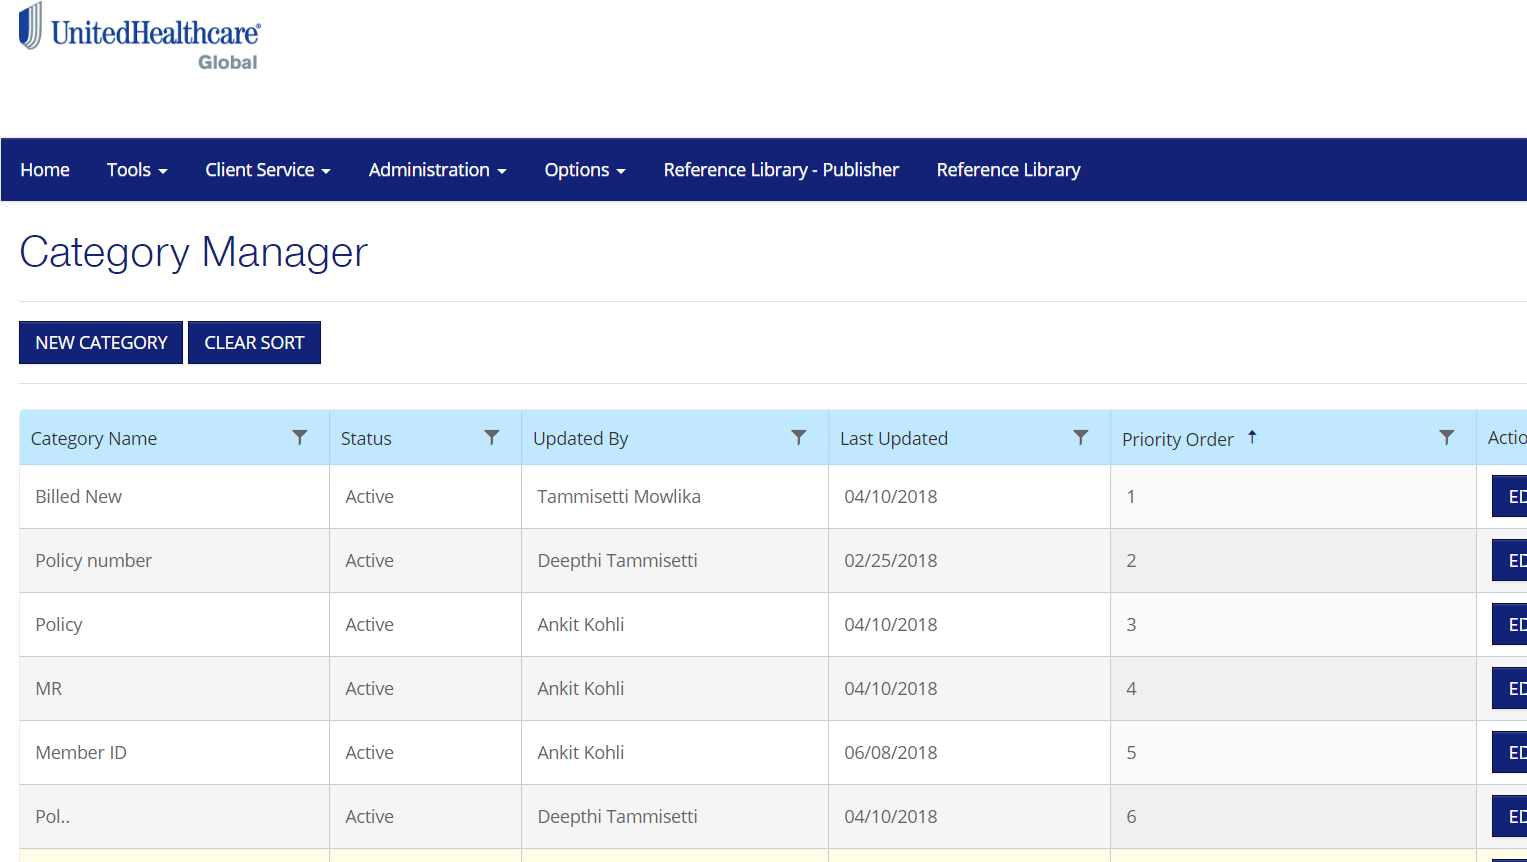 UnitedHealthcare®
Global
Home Tools Client Service Administration Options Reference Library - Publisher Reference Library
Category Manager
NEW CATEGORY CLEAR SORT
Category Name Status Updated By Last Updated Priority Order Actio
Billed New Active Tammisetti Mowlika 04/10/2018 1 ED
Policy number Active Deepthi Tammisetti 02/25/2018 2 ED
Policy Active Ankit Kohli 04/10/2018 3 ED
MR Active Ankit Kohli 04/10/2018 4 ED
Member ID Active Ankit Kohli 06/08/2018 5 ED
Pol.. Active Deepthi Tammisetti 04/10/2018 6 ED